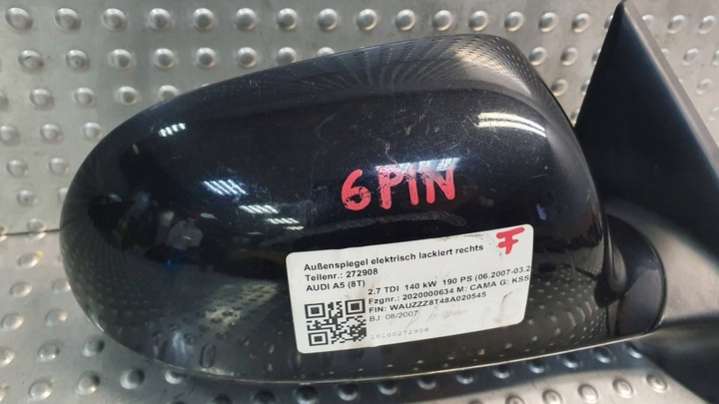 6PIN
Außenspiegel elektrisch lackiert rechts
F
Teilenr.: 272908
AUDI A5 (8T)
2.7 TDI 140 kW 190 PS (06.2007-03.2
Fzgnr.: 2020000634 M: CAMA G: KSS
FIN: WAUZZZ8T48A020545
BJ: 08/2007